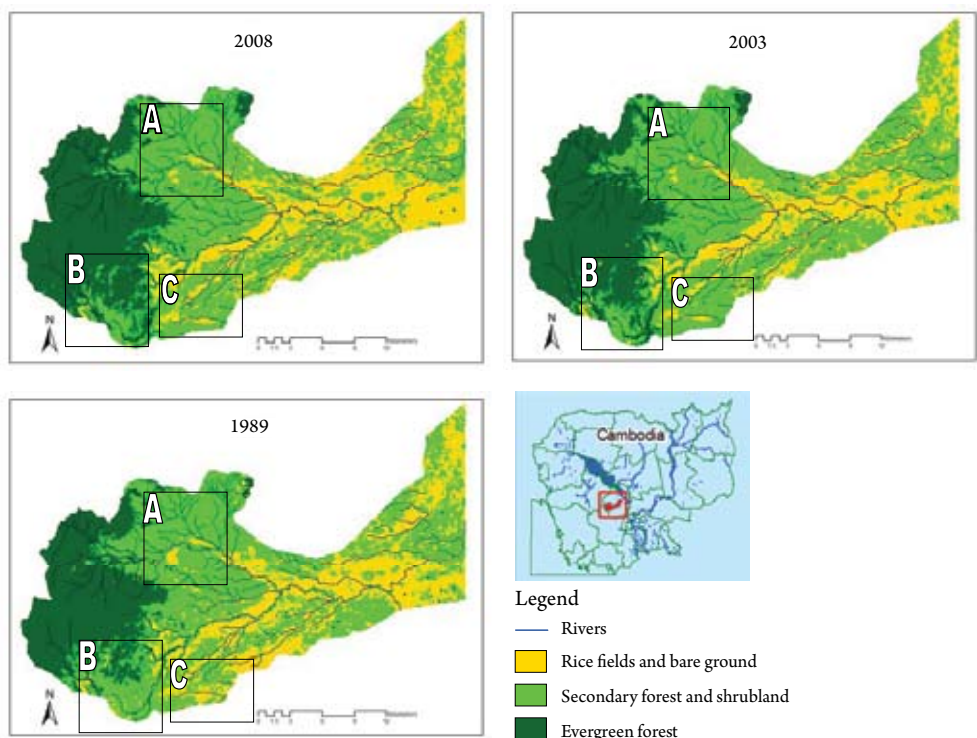 2008
A
B
C
N
2003
A
B
C
N
1989
A
B
C
N
Cambodia
Legend
Rivers
Rice fields and bare ground
Secondary forest and shrubland
Evergreen forest